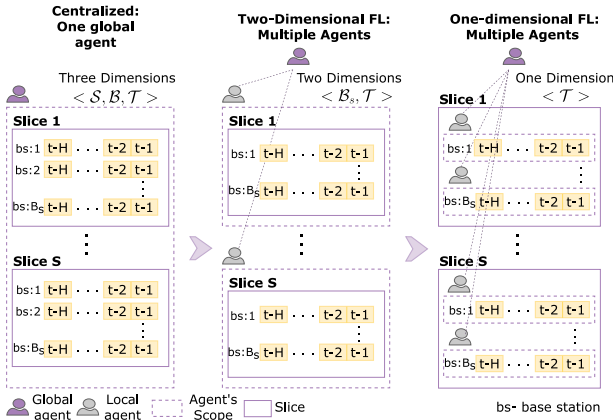 Centralized:
One global
agent
Three Dimensions
< S, B, T >
Slice 1
bs:1 t-H . . . t-2 t-1
bs:2 t-H . . . t-2 t-1
bs:B_S t-H . . . t-2 t-1
Slice S
bs:1 t-H . . . t-2 t-1
bs:2 t-H . . . t-2 t-1
bs:B_S t-H . . . t-2 t-1
Two-Dimensional FL:
Multiple Agents
Two Dimensions
< B_s, T >
Slice 1
bs:1 t-H . . . t-2 t-1
bs:B_S t-H . . . t-2 t-1
Slice S
bs:1 t-H . . . t-2 t-1
bs:B_S t-H . . . t-2 t-1
One-dimensional FL:
Multiple Agents
One Dimension
< T >
Slice 1
bs:1 t-H . . . t-2 t-1
bs:B_S t-H . . . t-2 t-1
Slice S
bs:1 t-H . . . t-2 t-1
bs:B_S t-H . . . t-2 t-1
Global
agent
Local
agent
Agent's
Scope
Slice
bs- base station